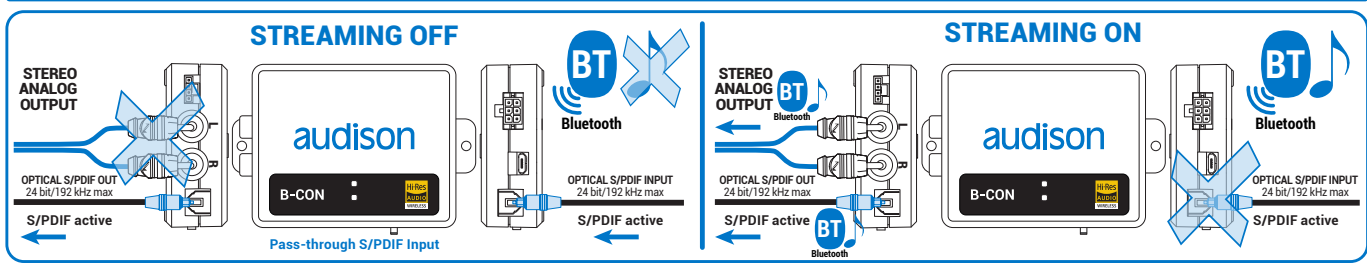 STREAMING OFF
STEREO
ANALOG
OUTPUT
L
R
OPTICAL S/PDIF OUT
24 bit/192 kHz max
S/PDIF active
audison
B-CON
Hi-Res
AUDIO
WIRELESS
Pass-through S/PDIF Input
BT
Bluetooth
OPTICAL S/PDIF INPUT
24 bit/192 kHz max
S/PDIF active
STREAMING ON
STEREO
ANALOG
OUTPUT
BT
Bluetooth
L
R
OPTICAL S/PDIF OUT
24 bit/192 kHz max
S/PDIF active
BT
Bluetooth
audison
B-CON
Hi-Res
AUDIO
WIRELESS
BT
Bluetooth
OPTICAL S/PDIF INPUT
24 bit/192 kHz max
S/PDIF active